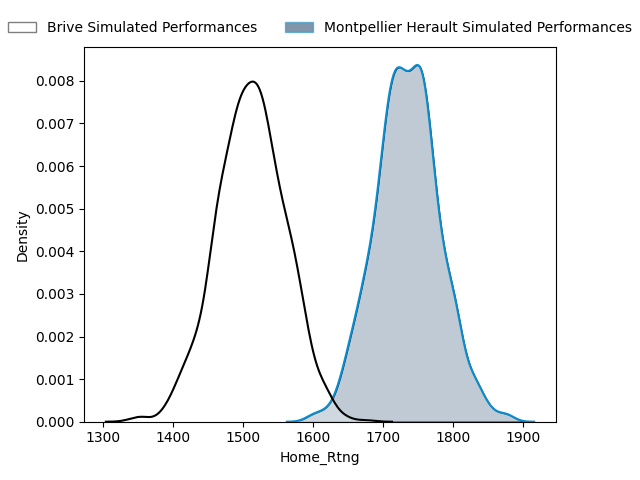 Brive Simulated Performances
Montpellier Herault Simulated Performances
0.008
0.007
0.006
0.005
0.004
0.003
0.002
0.001
0.000
Density
1300 1400 1500 1600 1700 1800 1900
Home_Rtng